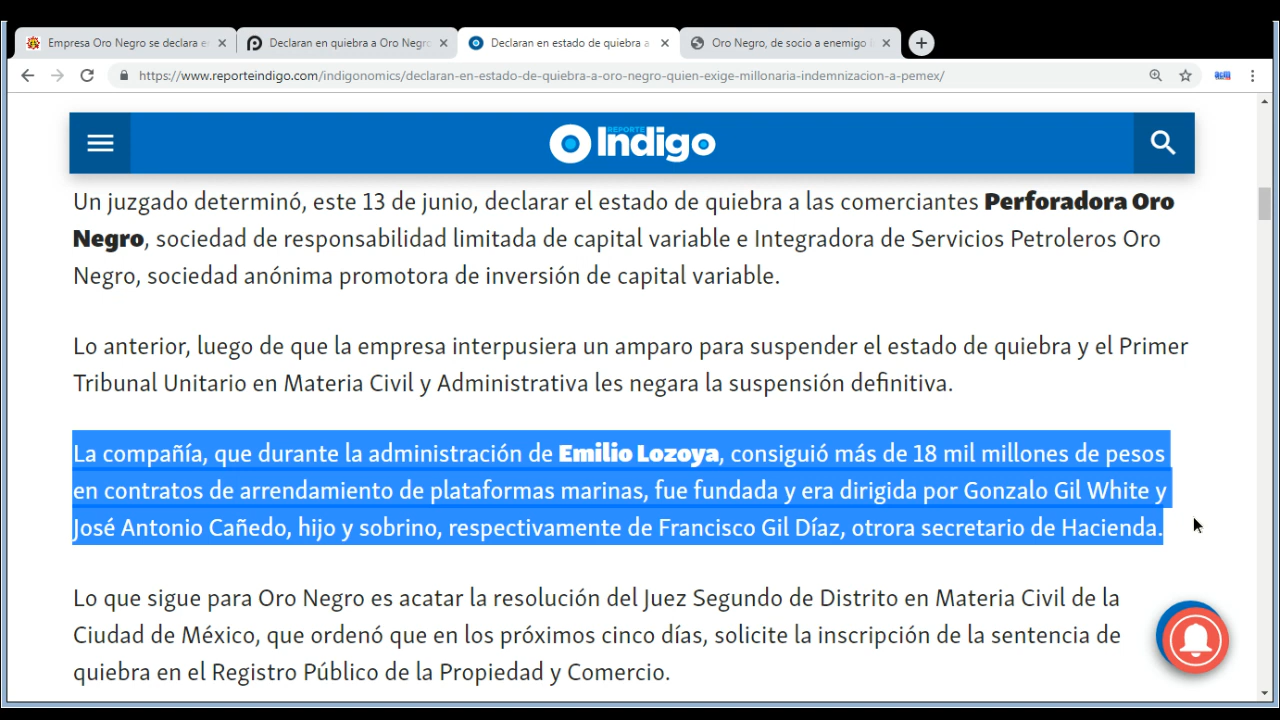 Empresa Oro Negro se declara e
Declaran en quiebra a Oro Negro
Declaran en estado de quiebra a
Oro Negro, de socio a enemigo
https://www.reporteindigo.com/indigonomics/declaran-en-estado-de-quiebra-a-oro-negro-quien-exige-millonaria-indemnizacion-a-pemex/
REPORTE
Indigo
Un juzgado determinó, este 13 de junio, declarar el estado de quiebra a las comerciantes Perforadora Oro
Negro, sociedad de responsabilidad limitada de capital variable e Integradora de Servicios Petroleros Oro
Negro, sociedad anónima promotora de inversión de capital variable.
Lo anterior, luego de que la empresa interpusiera un amparo para suspender el estado de quiebra y el Primer
Tribunal Unitario en Materia Civil y Administrativa les negara la suspensión definitiva.
La compañía, que durante la administración de Emilio Lozoya, consiguió más de 18 mil millones de pesos
en contratos de arrendamiento de plataformas marinas, fue fundada y era dirigida por Gonzalo Gil White y
José Antonio Cañedo, hijo y sobrino, respectivamente de Francisco Gil Díaz, otrora secretario de Hacienda.
Lo que sigue para Oro Negro es acatar la resolución del Juez Segundo de Distrito en Materia Civil de la
Ciudad de México, que ordenó que en los próximos cinco días, solicite la inscripción de la sentencia de
quiebra en el Registro Público de la Propiedad y Comercio.